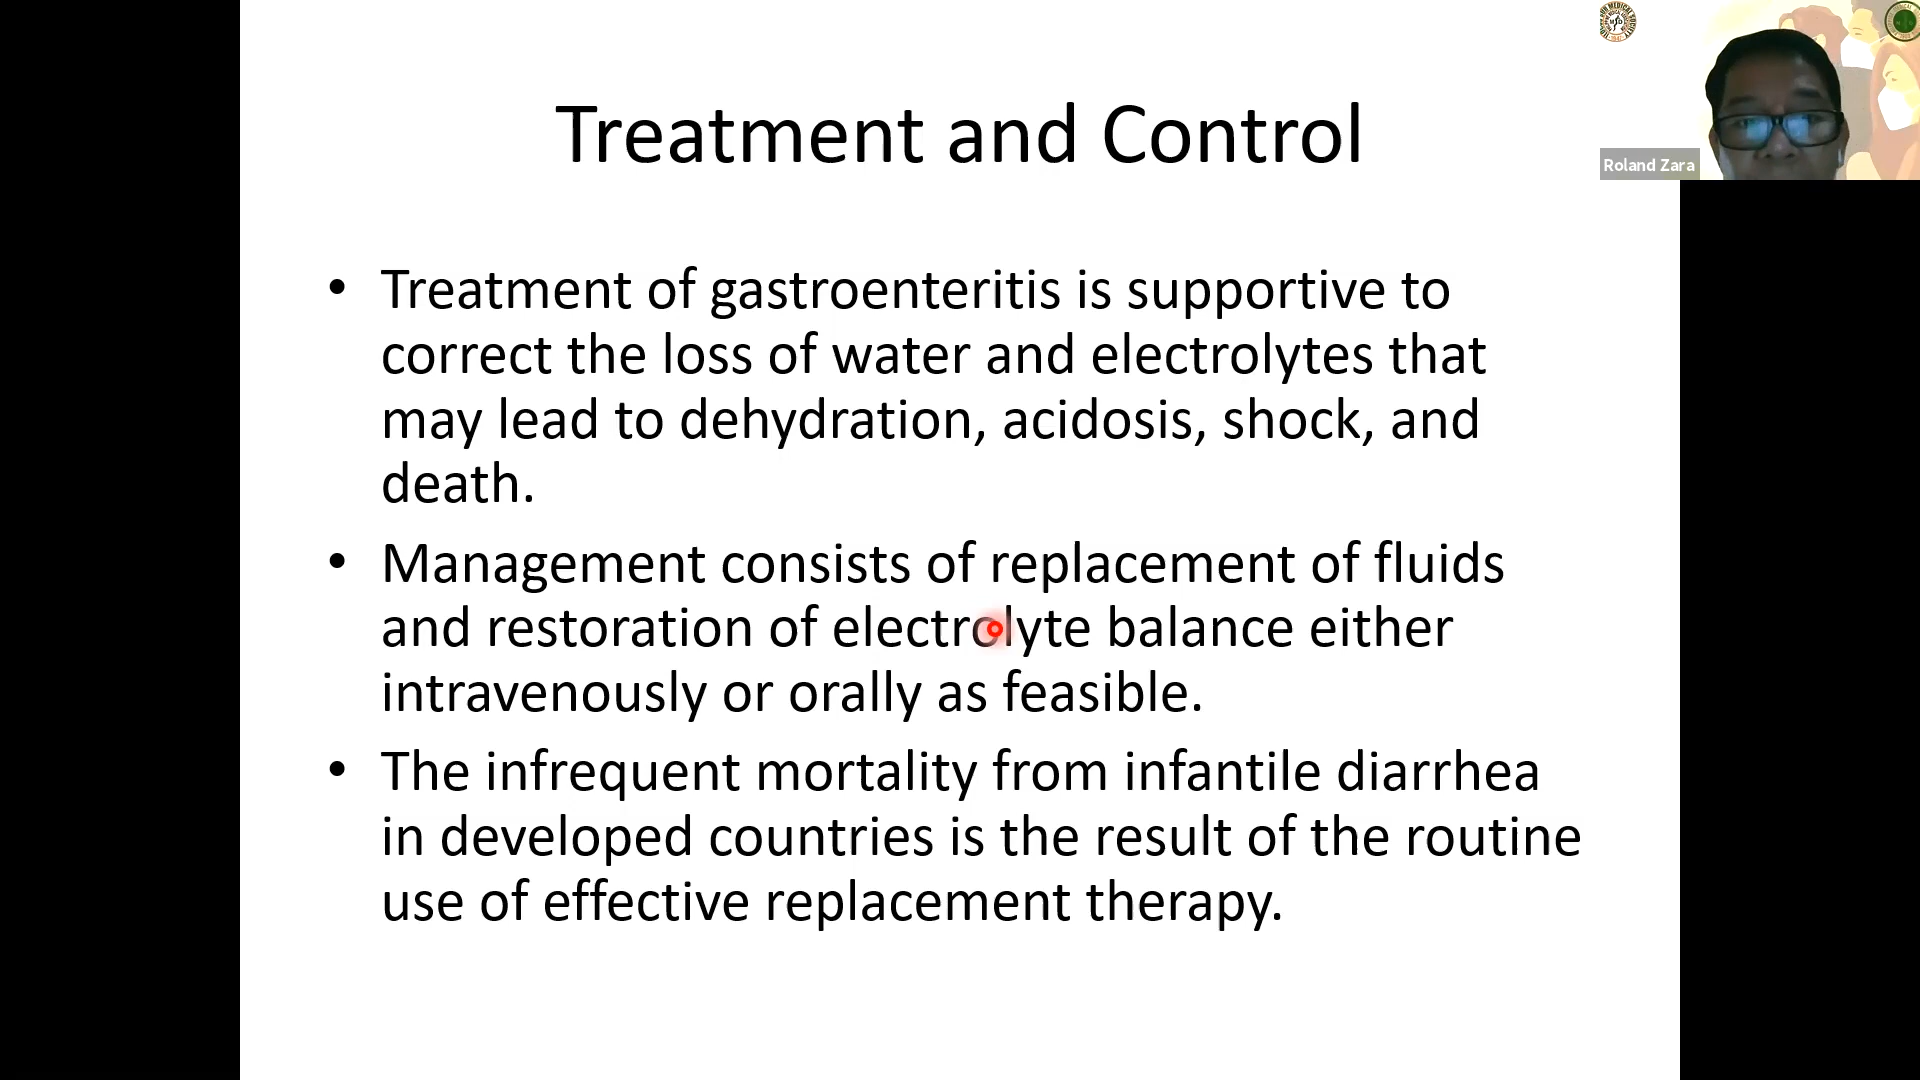 Treatment and Control
Roland Zara
• Treatment of gastroenteritis is supportive to
correct the loss of water and electrolytes that
may lead to dehydration, acidosis, shock, and
death.
• Management consists of replacement of fluids
and restoration of electrolyte balance either
intravenously or orally as feasible.
• The infrequent mortality from infantile diarrhea
in developed countries is the result of the routine
use of effective replacement therapy.